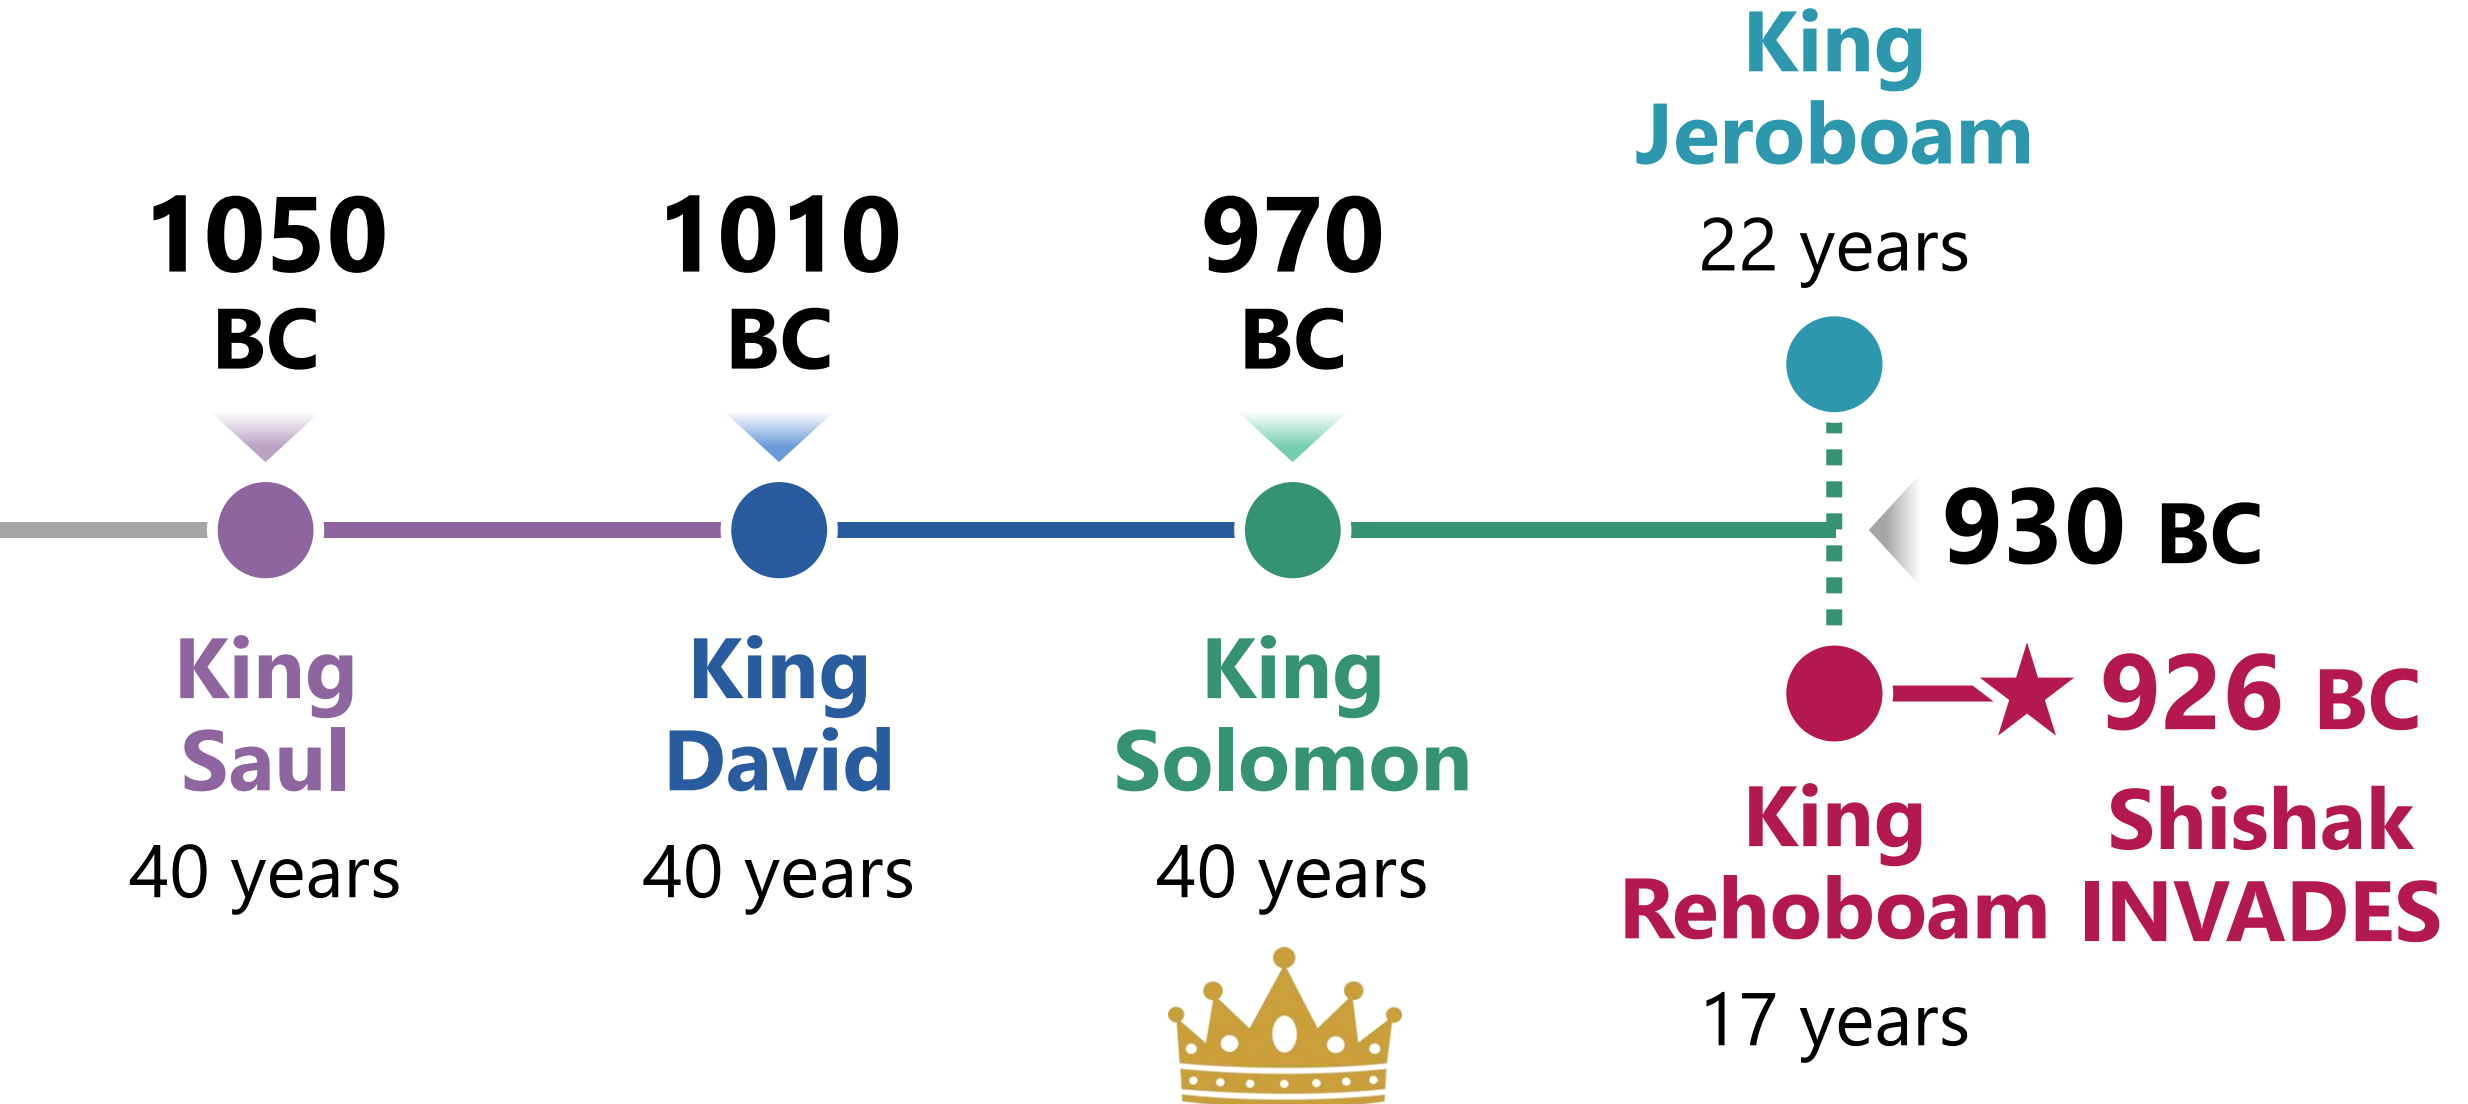 1050
BC
King
Saul
40 years
1010
BC
King
David
40 years
970
BC
King
Solomon
40 years
King
Jeroboam
22 years
930 BC
King
Rehoboam
17 years
926 BC
Shishak
INVADES